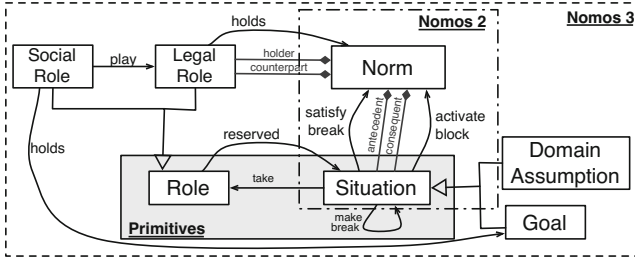 holds
Nomos 2
Nomos 3
Social
Role
play
Legal
Role
holder
counterpart
Norm
satisfy
break
antecedent
consequent
activate
block
holds
reserved
Role
take
Situation
Domain
Assumption
Primitives
make
break
Goal